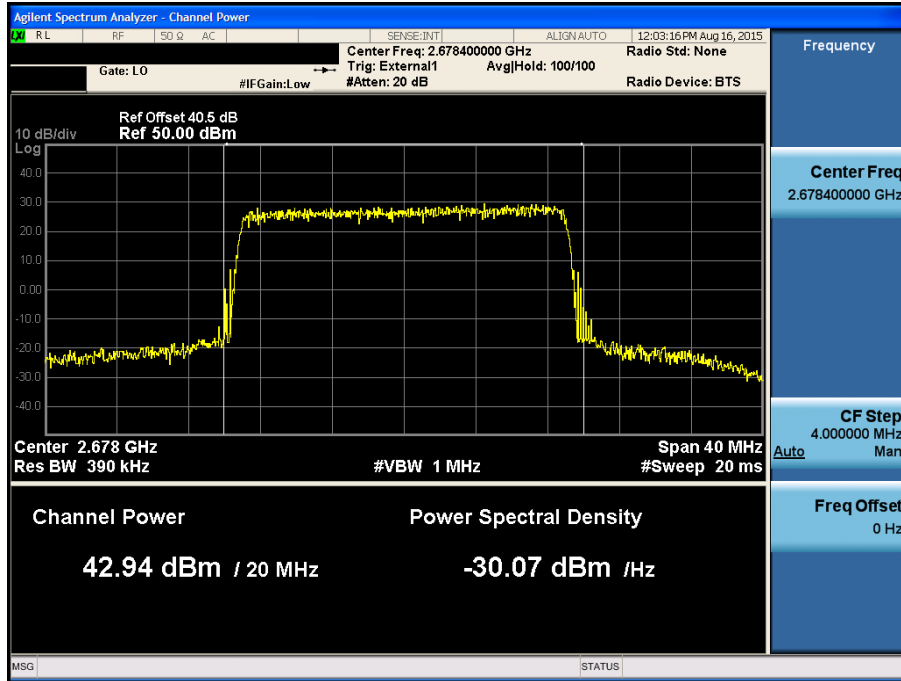 Agilent Spectrum Analyzer - Channel Power
LXI RL RF 50 Ω AC SENSE:INT ALIGN AUTO 12:03:16 PM Aug 16, 2015
Center Freq: 2.678400000 GHz Radio Std: None
Gate: LO Trig: External1 Avg|Hold: 100/100
#IFGain:Low #Atten: 20 dB Radio Device: BTS
Ref Offset 40.5 dB
10 dB/div Ref 50.00 dBm
Log
40.0
30.0
20.0
10.0
0.00
-10.0
-20.0
-30.0
-40.0
Center 2.678 GHz Span 40 MHz
Res BW 390 kHz #VBW 1 MHz #Sweep 20 ms
Channel Power Power Spectral Density
42.94 dBm / 20 MHz -30.07 dBm /Hz
MSG STATUS
Frequency
Center Freq
2.678400000 GHz
CF Step
4.000000 MHz
Auto Man
Freq Offset
0 Hz